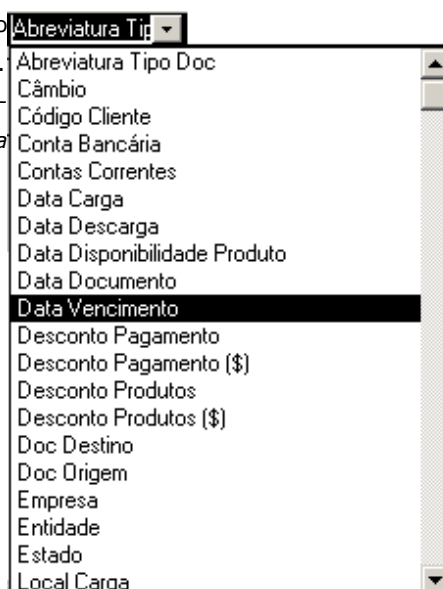 Abreviatura Tip
Abreviatura Tipo Doc
Câmbio
Código Cliente
Conta Bancária
Contas Correntes
Data Carga
Data Descarga
Data Disponibilidade Produto
Data Documento
Data Vencimento
Desconto Pagamento
Desconto Pagamento ($)
Desconto Produtos
Desconto Produtos ($)
Doc Destino
Doc Origem
Empresa
Entidade
Estado
Local Carga